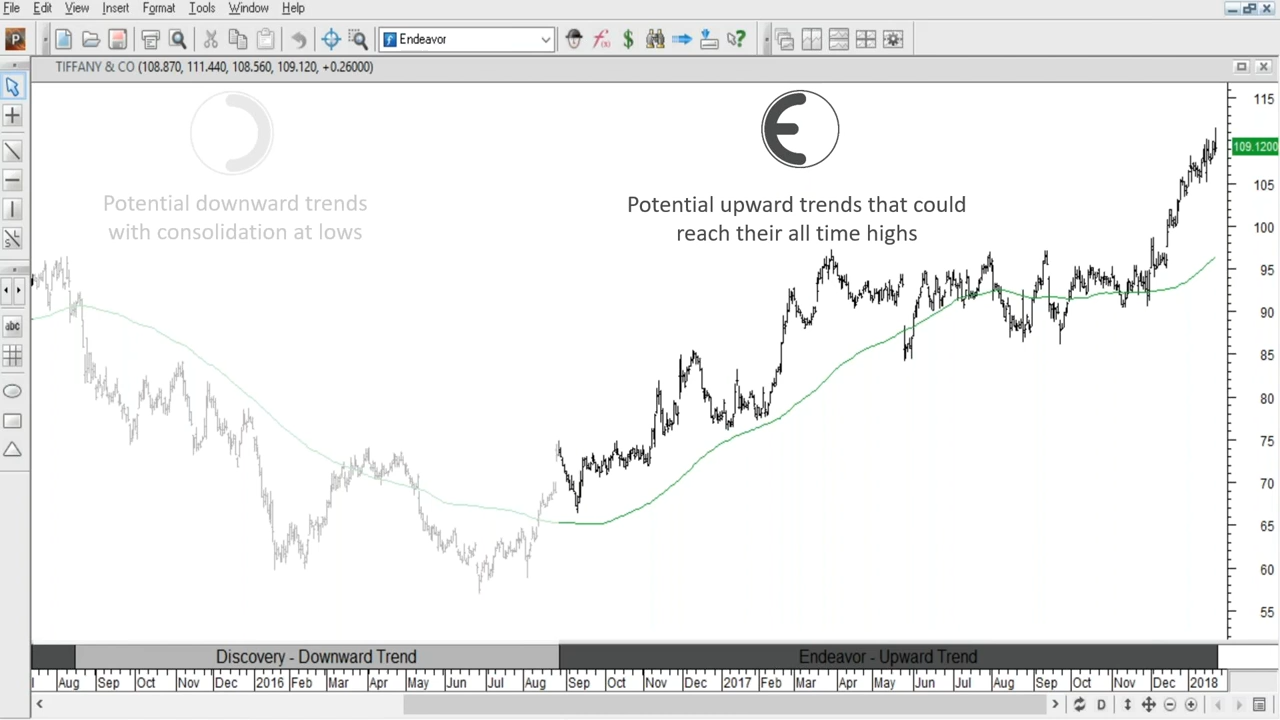 File Edit View Insert Format Tools Window Help
Endeavor
TIFFANY & CO (108.870, 111.440, 108.560, 109.120, +0.26000)
Potential downward trends
with consolidation at lows
E
Potential upward trends that could
reach their all time highs
115
109.1200
105
100
95
90
85
80
75
70
65
60
55
abc
Discovery - Downward Trend
Endeavor - Upward Trend
Aug Sep Oct Nov Dec 2016 Feb Mar Apr May Jun Jul Aug Sep Oct Nov Dec 2017 Feb Mar Apr May Jun Jul Aug Sep Oct Nov Dec 2018
D